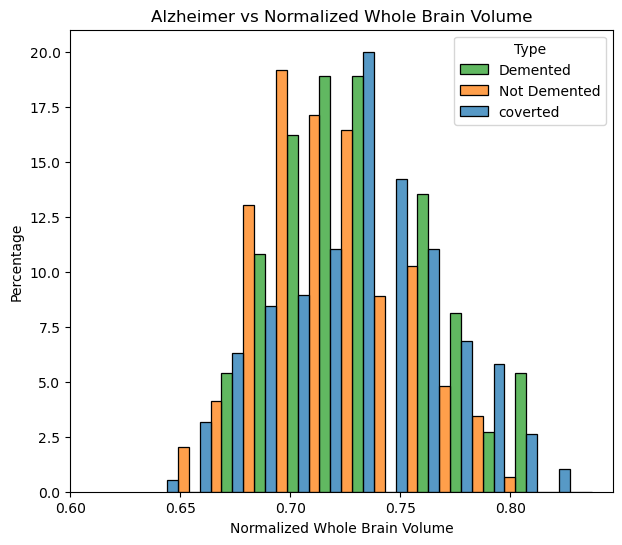 Alzheimer vs Normalized Whole Brain Volume
Type
Demented
Not Demented
coverted
Percentage
20.0
17.5
15.0
12.5
10.0
7.5
5.0
2.5
0.0
0.60 0.65 0.70 0.75 0.80
Normalized Whole Brain Volume